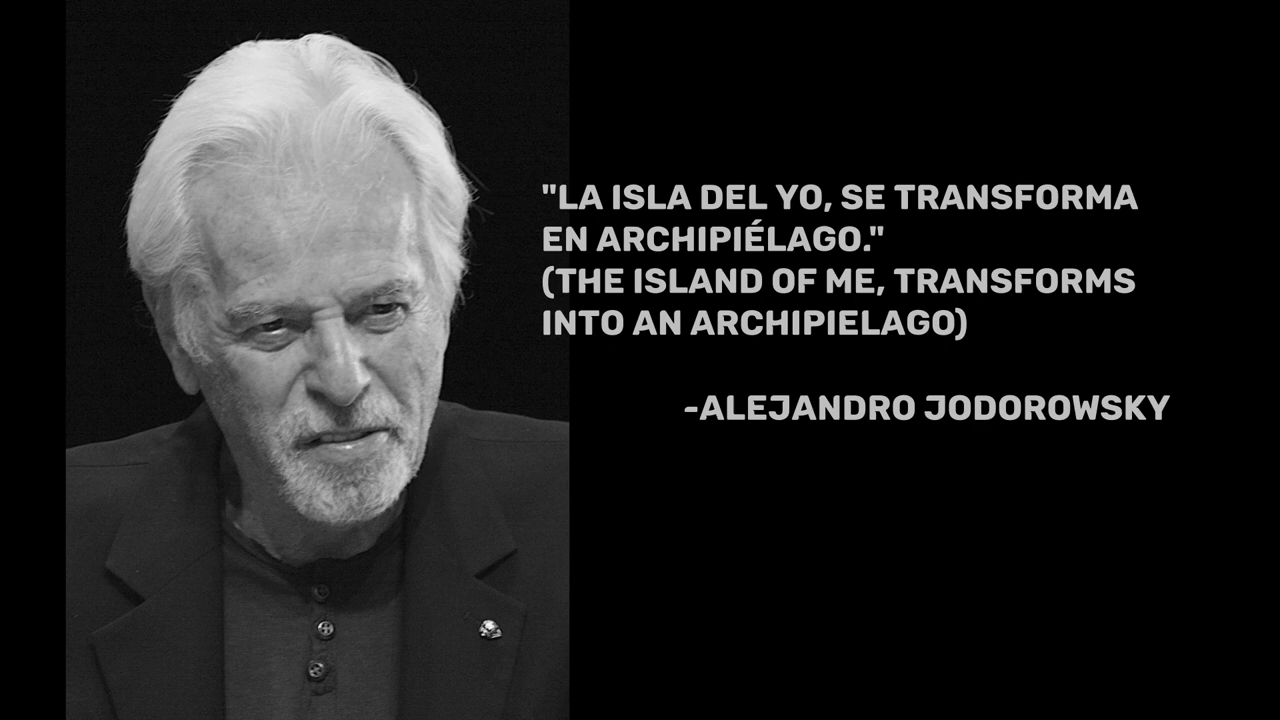 "LA ISLA DEL YO, SE TRANSFORMA
EN ARCHIPIÉLAGO."
(THE ISLAND OF ME, TRANSFORMS
INTO AN ARCHIPIELAGO)
-ALEJANDRO JODOROWSKY